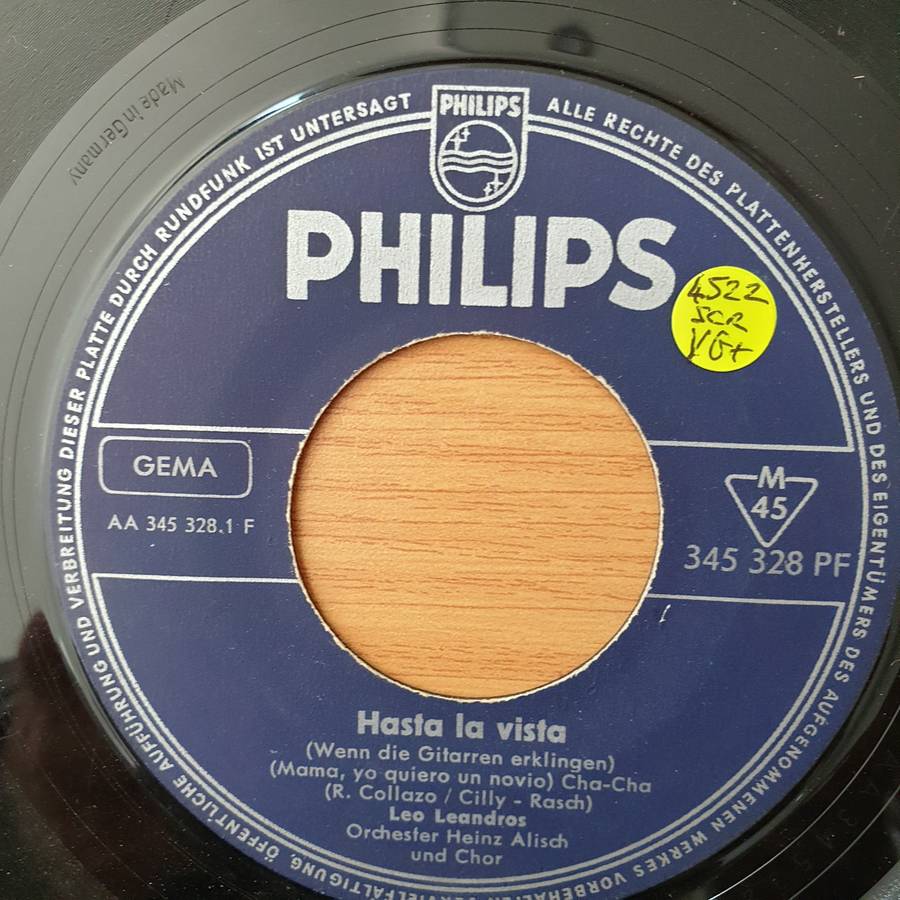 Made in Germany
ALLE RECHTE DES PLATTENHERSTELLERS UND DES EIGENTÜMERS DES AUFGENOMMENEN WERKES VORBEHALTEN
ÖFFENTLICHE AUFFÜHRUNG UND VERBREITUNG DIESER PLATTE DURCH RUNDFUNK IST UNTERSAGT
PHILIPS
PHILIPS
4522
SCR
VG+
GEMA
AA 345 328.1 F
M
45
345 328 PF
Hasta la vista
(Wenn die Gitarren erklingen)
(Mama, yo quiero un novio) Cha-Cha
(R. Collazo / Cilly - Rasch)
Leo Leandros
Orchester Heinz Alisch
und Chor